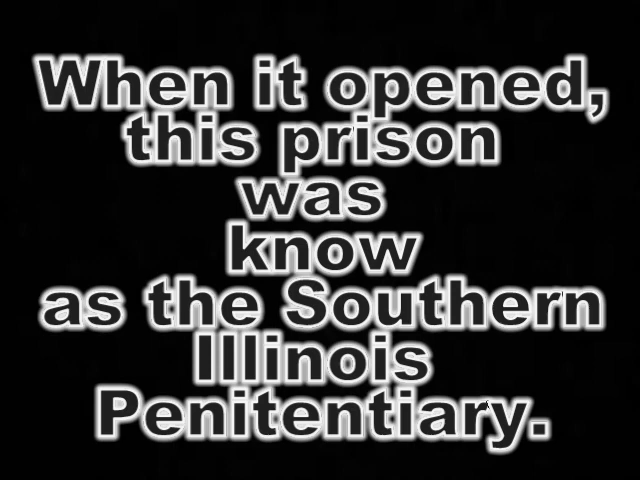 When it opened,
this prison
was
know
as the Southern
Illinois
Penitentiary.